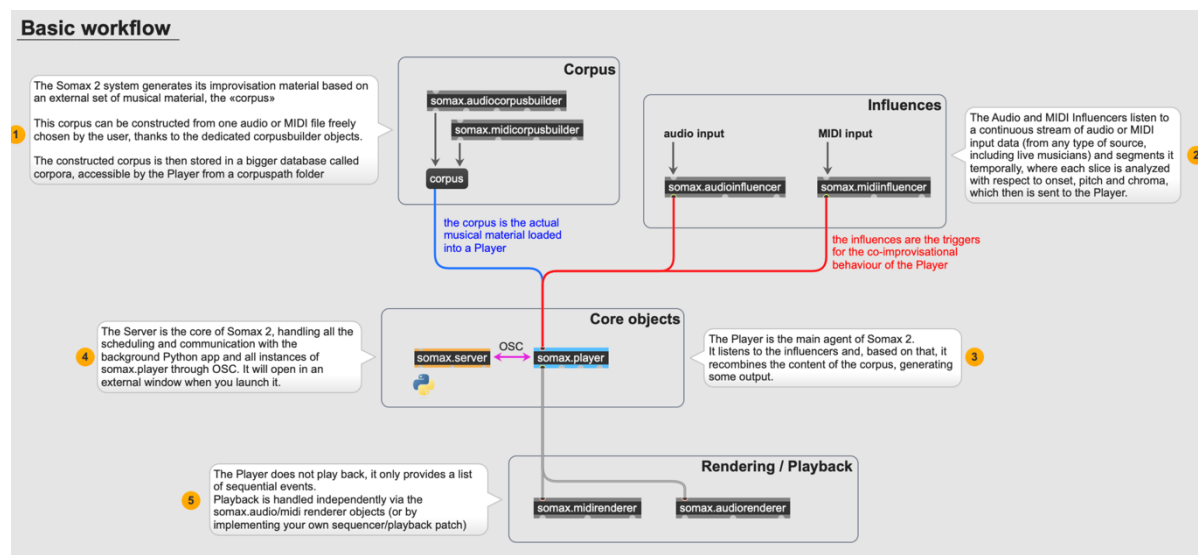 Basic workflow
The Somax 2 system generates its improvisation material based on
an external set of musical material, the «corpus»
This corpus can be constructed from one audio or MIDI file freely
chosen by the user, thanks to the dedicated corpusbuilder objects.
The constructed corpus is then stored in a bigger database called
corpora, accessible by the Player from a corpuspath folder
1
Corpus
somax.audiocorpusbuilder
somax.midicorpusbuilder
corpus
the corpus is the actual
musical material loaded
into a Player
Influences
audio input
MIDI input
somax.audioinfluencer
somax.midiinfluencer
the influences are the triggers
for the co-improvisational
behaviour of the Player
The Audio and MIDI Influencers listen to
a continuous stream of audio or MIDI
input data (from any type of source,
including live musicians) and segments it
temporally, where each slice is analyzed
with respect to onset, pitch and chroma,
which then is sent to the Player.
2
The Server is the core of Somax 2, handling all the
scheduling and communication with the
background Python app and all instances of
somax.player through OSC. It will open in an
external window when you launch it.
4
Core objects
somax.server
OSC
somax.player
The Player is the main agent of Somax 2.
It listens to the influencers and, based on that, it
recombines the content of the corpus, generating
some output.
3
The Player does not play back, it only provides a list
of sequential events.
Playback is handled independently via the
somax.audio/midi renderer objects (or by
implementing your own sequencer/playback patch)
5
Rendering / Playback
somax.midirenderer
somax.audiorenderer